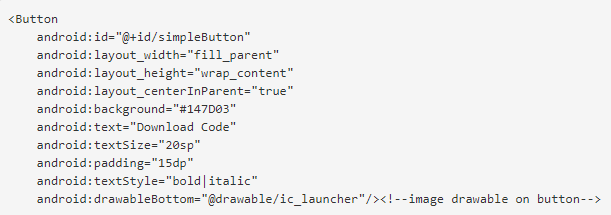 <Button
android:id="@+id/simpleButton"
android:layout_width="fill_parent"
android:layout_height="wrap_content"
android:layout_centerInParent="true"
android:background="#147D03"
android:text="Download Code"
android:textSize="20sp"
android:padding="15dp"
android:textStyle="bold|italic"
android:drawableBottom="@drawable/ic_launcher"/><!--image drawable on button-->